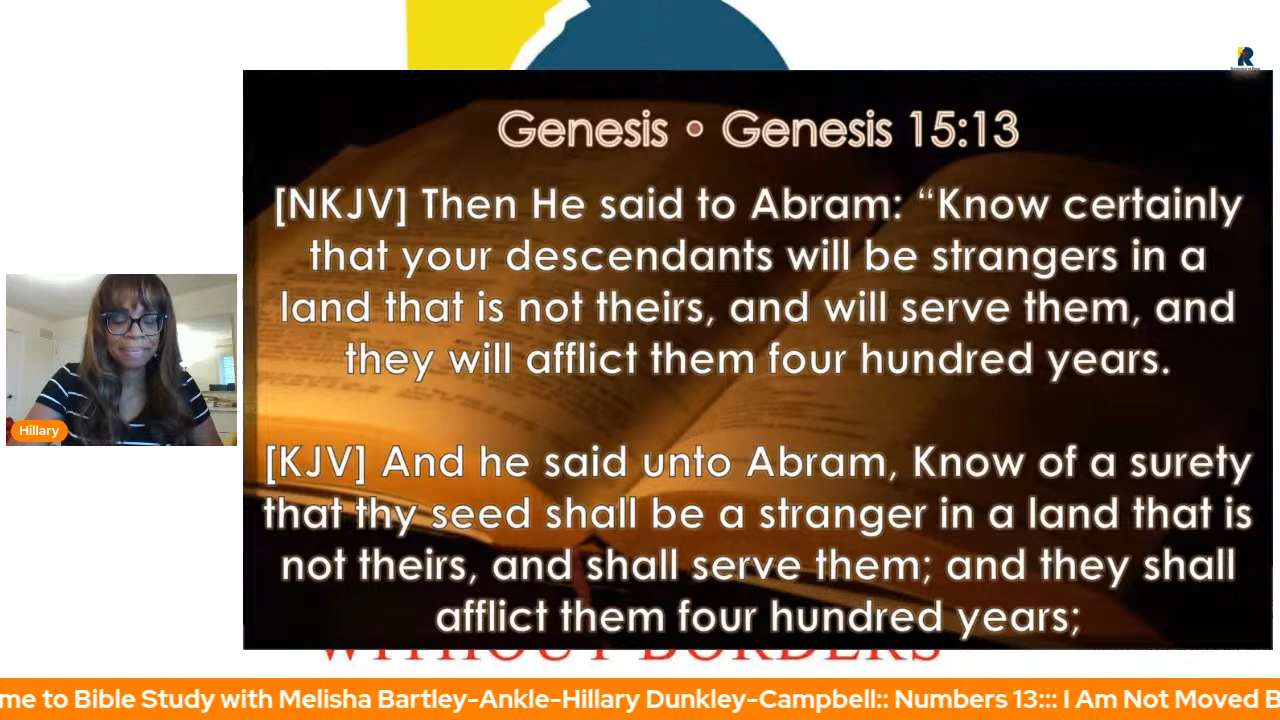 Genesis • Genesis 15:13
[NKJV] Then He said to Abram: “Know certainly
that your descendants will be strangers in a
land that is not theirs, and will serve them, and
they will afflict them four hundred years.
[KJV] And he said unto Abram, Know of a surety
that thy seed shall be a stranger in a land that is
not theirs, and shall serve them; and they shall
afflict them four hundred years;
Hillary
WITHOUT BORDERS
me to Bible Study with Melisha Bartley-Ankle-Hillary Dunkley-Campbell:: Numbers 13::: I Am Not Moved B